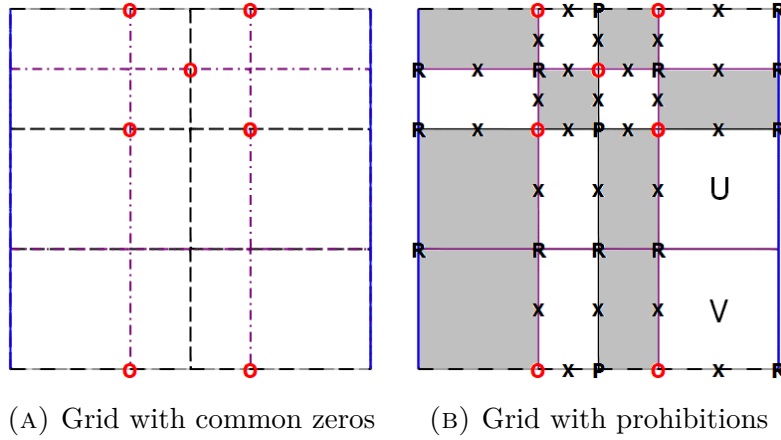 O O
O
O O
O O
(A) Grid with common zeros
O X P O X R
X X X
R X R X O X R X R
X X
R X O X P X O X R
X X X U
R R R R
X X X V
O X P O X R
(B) Grid with prohibitions